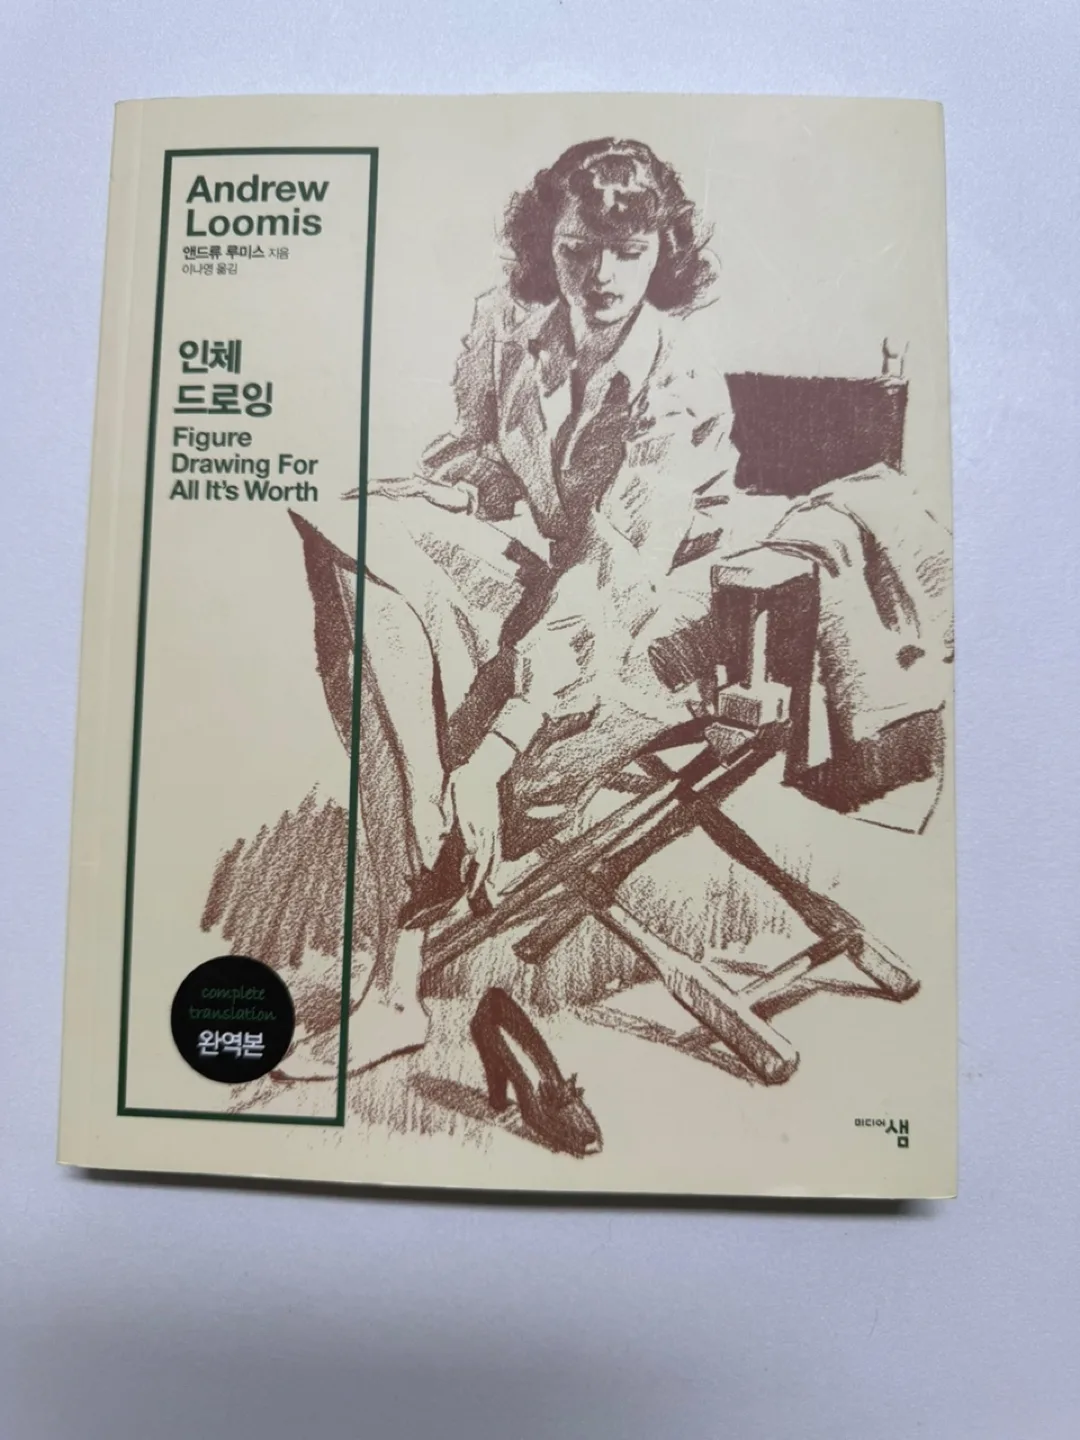 Andrew
Loomis
앤드류 루미스 지음
이나영 옮김
인체
드로잉
Figure
Drawing For
All It's Worth
complete
translation
완역본
미디어샘